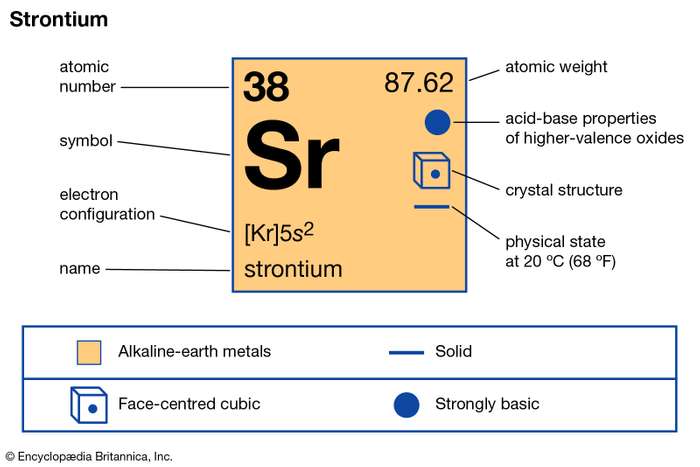 Strontium
atomic
number
38
87.62
atomic weight
symbol
Sr
acid-base properties
of higher-valence oxides
crystal structure
electron
configuration
[Kr]5s²
physical state
at 20 ºC (68 ºF)
name
strontium
Alkaline-earth metals
Solid
Face-centred cubic
Strongly basic
© Encyclopædia Britannica, Inc.